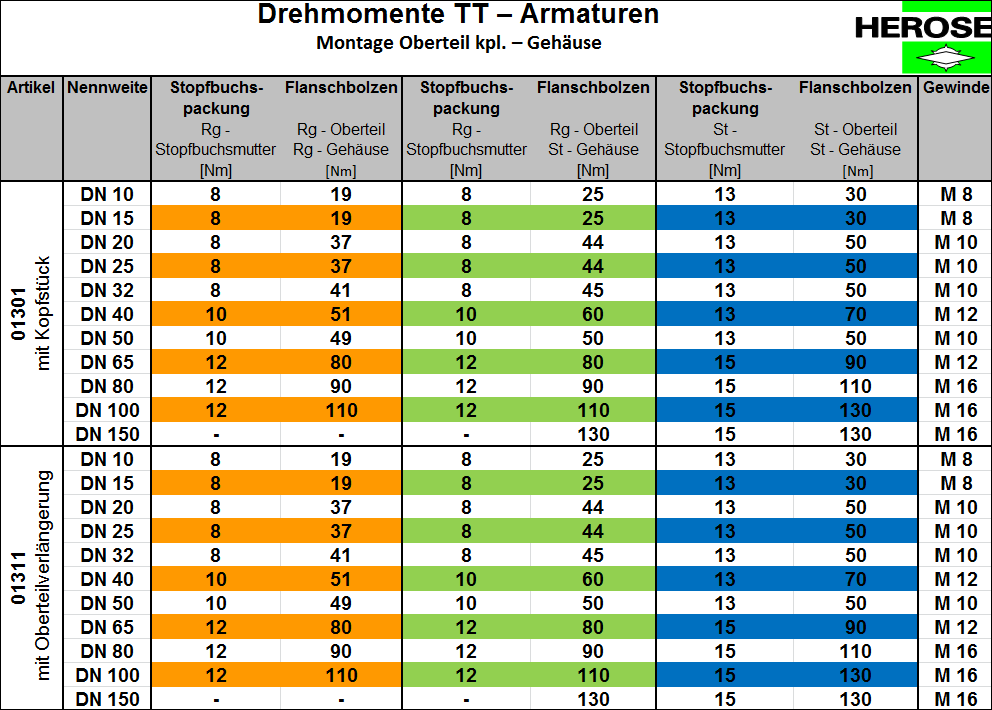 Drehmomente TT – Armaturen
Montage Oberteil kpl. – Gehäuse
HEROSE
Artikel Nennweite Stopfbuchs- Flanschbolzen Stopfbuchs- Flanschbolzen Stopfbuchs- Flanschbolzen Gewinde
packung packung packung
Rg - Rg - Oberteil Rg - Rg - Oberteil St - St - Oberteil
Stopfbuchsmutter Rg - Gehäuse Stopfbuchsmutter St - Gehäuse Stopfbuchsmutter St - Gehäuse
[Nm] [Nm] [Nm] [Nm] [Nm] [Nm]
01301
mit Kopfstück
DN 10 8 19 8 25 13 30 M 8
DN 15 8 19 8 25 13 30 M 8
DN 20 8 37 8 44 13 50 M 10
DN 25 8 37 8 44 13 50 M 10
DN 32 8 41 8 45 13 50 M 10
DN 40 10 51 10 60 13 70 M 12
DN 50 10 49 10 50 13 50 M 10
DN 65 12 80 12 80 15 90 M 12
DN 80 12 90 12 90 15 110 M 16
DN 100 12 110 12 110 15 130 M 16
DN 150 - - - 130 15 130 M 16
01311
mit Oberteilverlängerung
DN 10 8 19 8 25 13 30 M 8
DN 15 8 19 8 25 13 30 M 8
DN 20 8 37 8 44 13 50 M 10
DN 25 8 37 8 44 13 50 M 10
DN 32 8 41 8 45 13 50 M 10
DN 40 10 51 10 60 13 70 M 12
DN 50 10 49 10 50 13 50 M 10
DN 65 12 80 12 80 15 90 M 12
DN 80 12 90 12 90 15 110 M 16
DN 100 12 110 12 110 15 130 M 16
DN 150 - - - 130 15 130 M 16